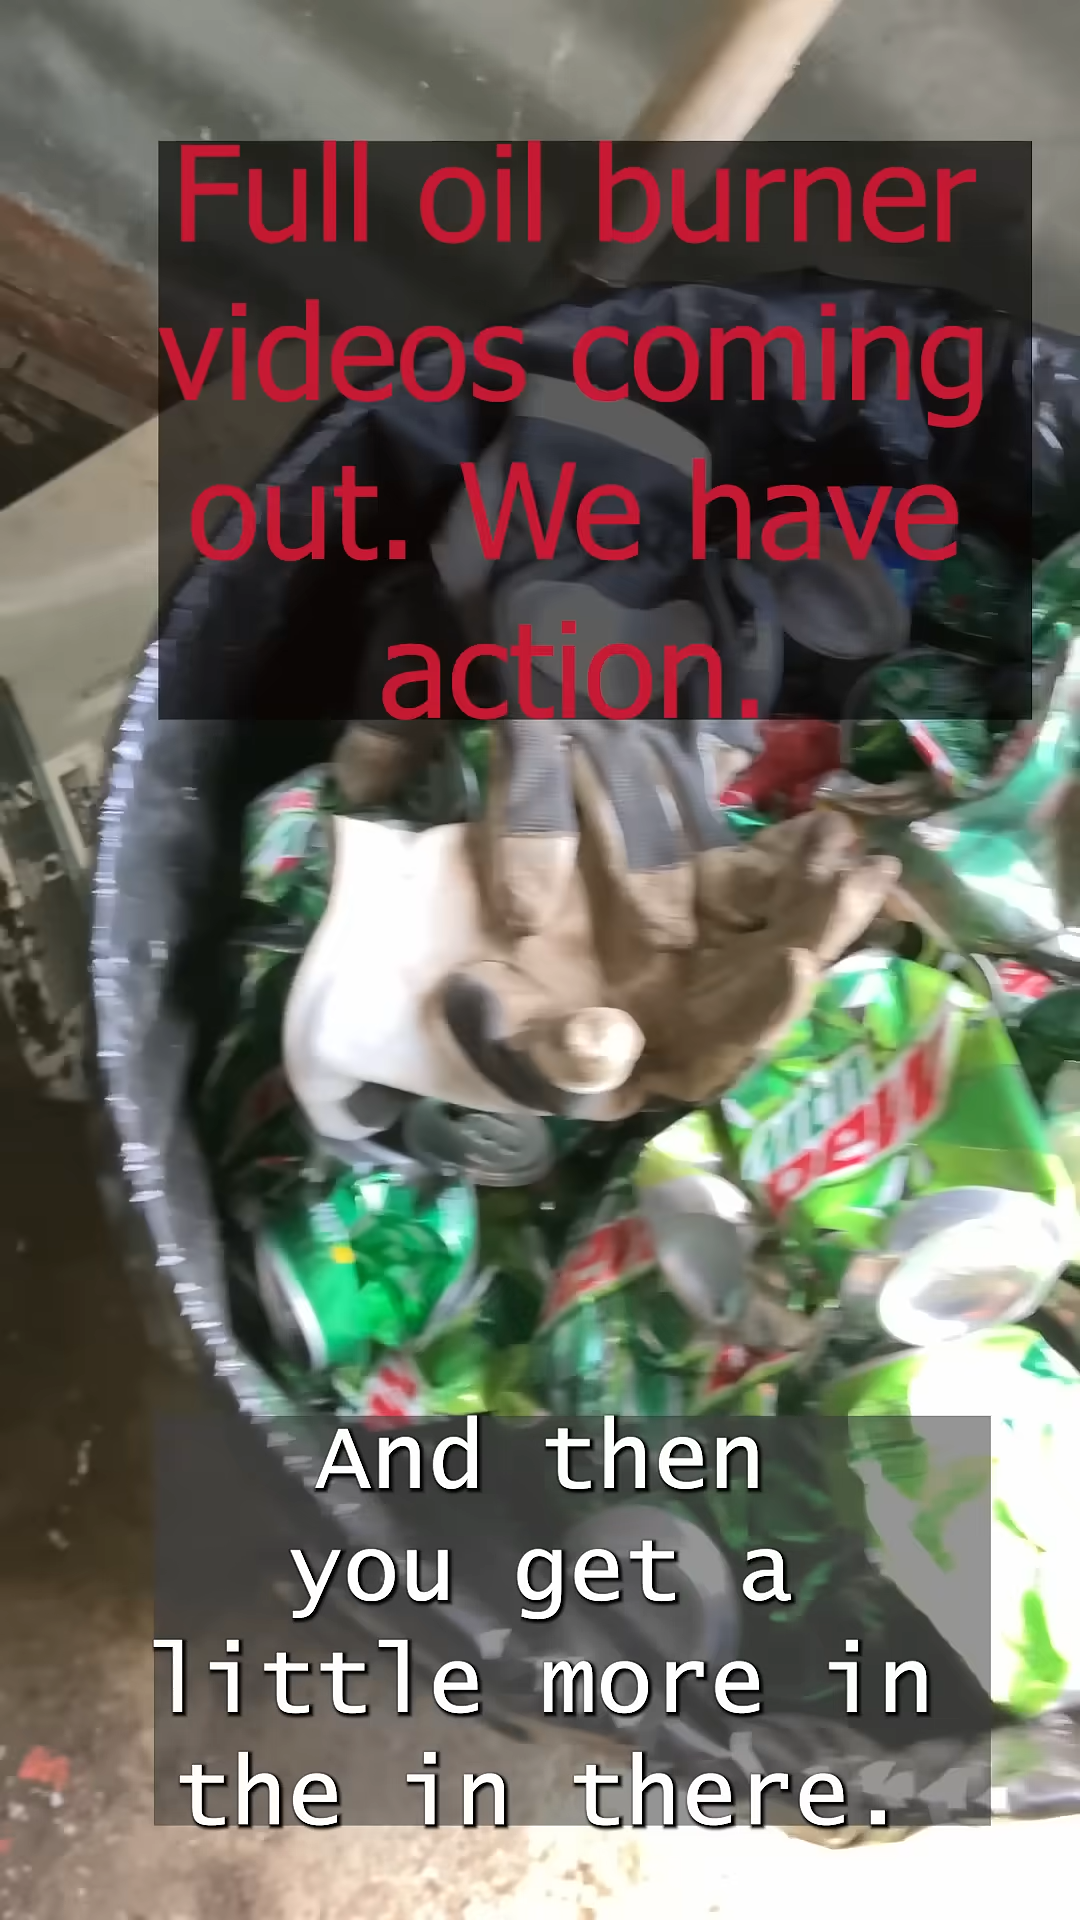 Full oil burner
videos coming
out. We have
action.
mtn
DEW
And then
you get a
little more in
the in there.